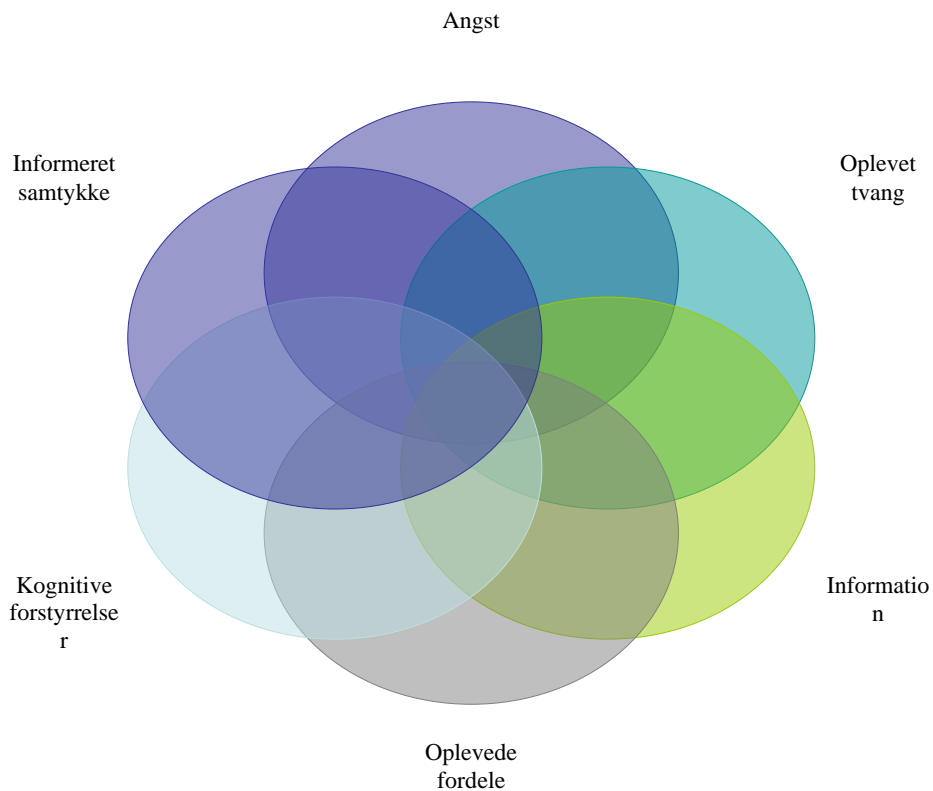 Angst
Informeret
samtykke
Oplevet
tvang
Kognitive
forstyrrelse
r
Informatio
n
Oplevede
fordele